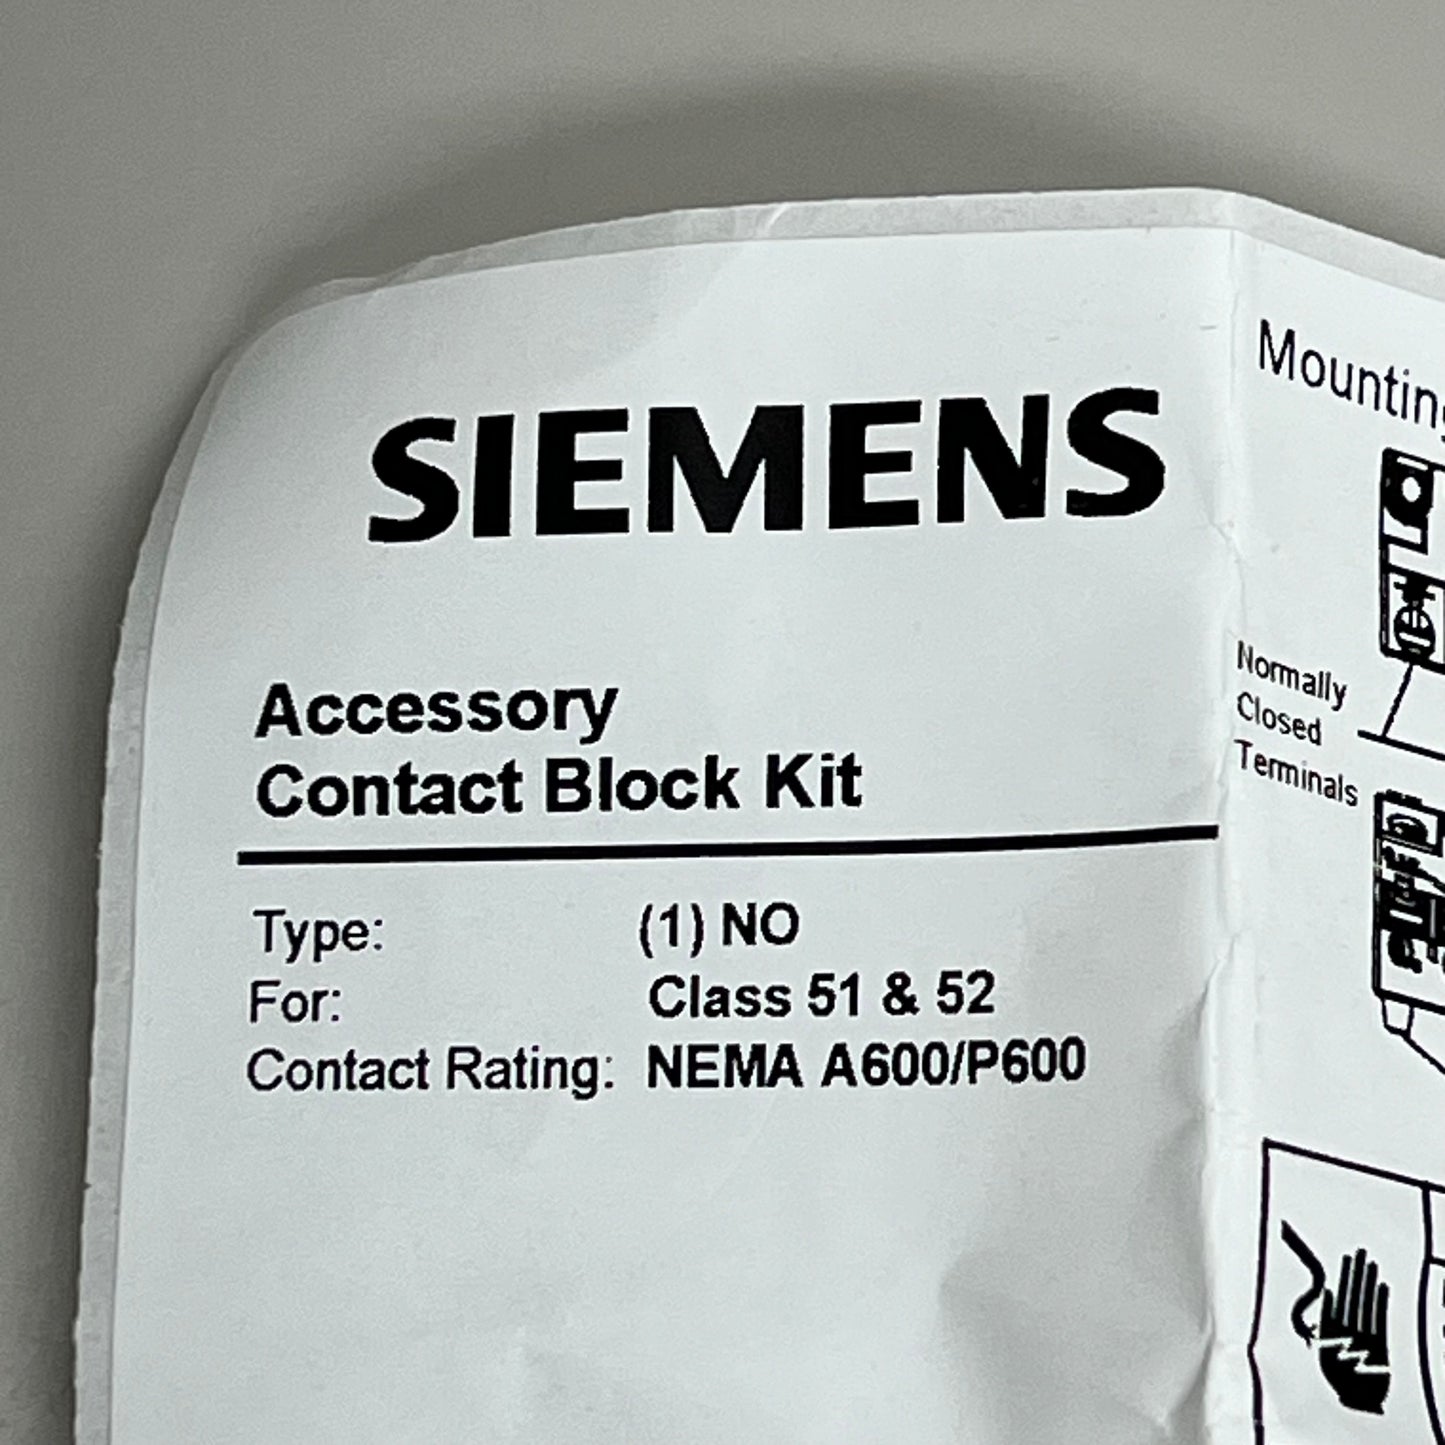 SIEMENS
Accessory
Contact Block Kit
Type: (1) NO
For: Class 51 & 52
Contact Rating: NEMA A600/P600
Mounting
Normally
Closed
Terminals